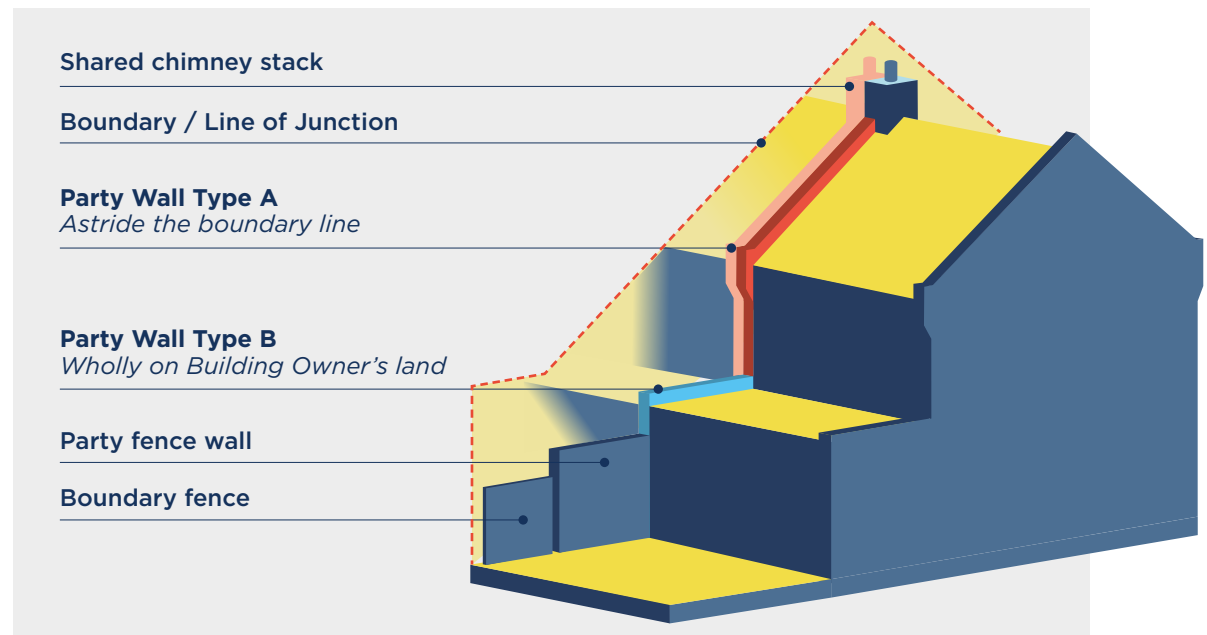 Shared chimney stack
Boundary / Line of Junction
Party Wall Type A
Astride the boundary line
Party Wall Type B
Wholly on Building Owner’s land
Party fence wall
Boundary fence